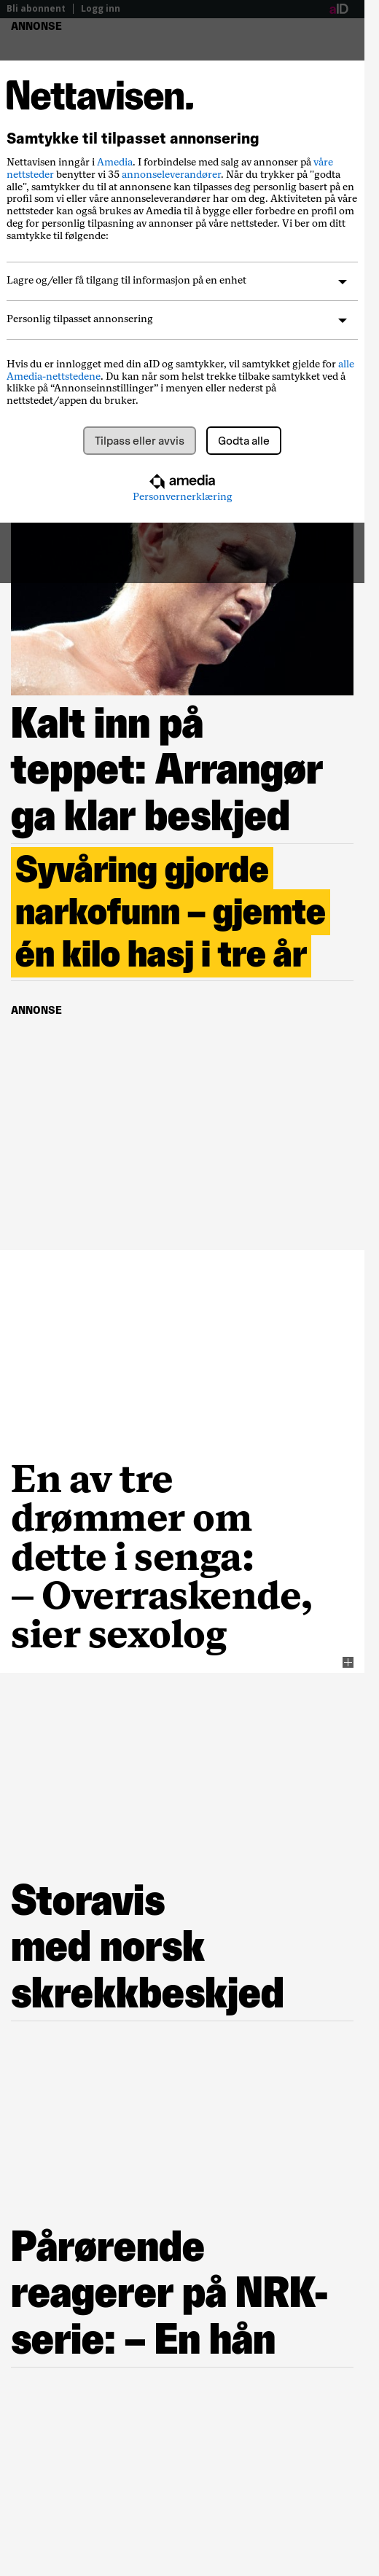 Bli abonnent | Logg inn
aID
ANNONSE
Nettavisen.
Samtykke til tilpasset annonsering
Nettavisen inngår i Amedia. I forbindelse med salg av annonser på våre
nettsteder benytter vi 35 annonseleverandører. Når du trykker på "godta
alle", samtykker du til at annonsene kan tilpasses deg personlig basert på en
profil som vi eller våre annonseleverandører har om deg. Aktiviteten på våre
nettsteder kan også brukes av Amedia til å bygge eller forbedre en profil om
deg for personlig tilpasning av annonser på våre nettsteder. Vi ber om ditt
samtykke til følgende:
Lagre og/eller få tilgang til informasjon på en enhet
Personlig tilpasset annonsering
Hvis du er innlogget med din aID og samtykker, vil samtykket gjelde for alle
Amedia-nettstedene. Du kan når som helst trekke tilbake samtykket ved å
klikke på “Annonseinnstillinger” i menyen eller nederst på
nettstedet/appen du bruker.
Tilpass eller avvis
Godta alle
amedia
Personvernerklæring
Kalt inn på
teppet: Arrangør
ga klar beskjed
Syvåring gjorde
narkofunn – gjemte
én kilo hasj i tre år
ANNONSE
En av tre
drømmer om
dette i senga:
– Overraskende,
sier sexolog
Storavis
med norsk
skrekkbeskjed
Pårørende
reagerer på NRK-
serie: – En hån